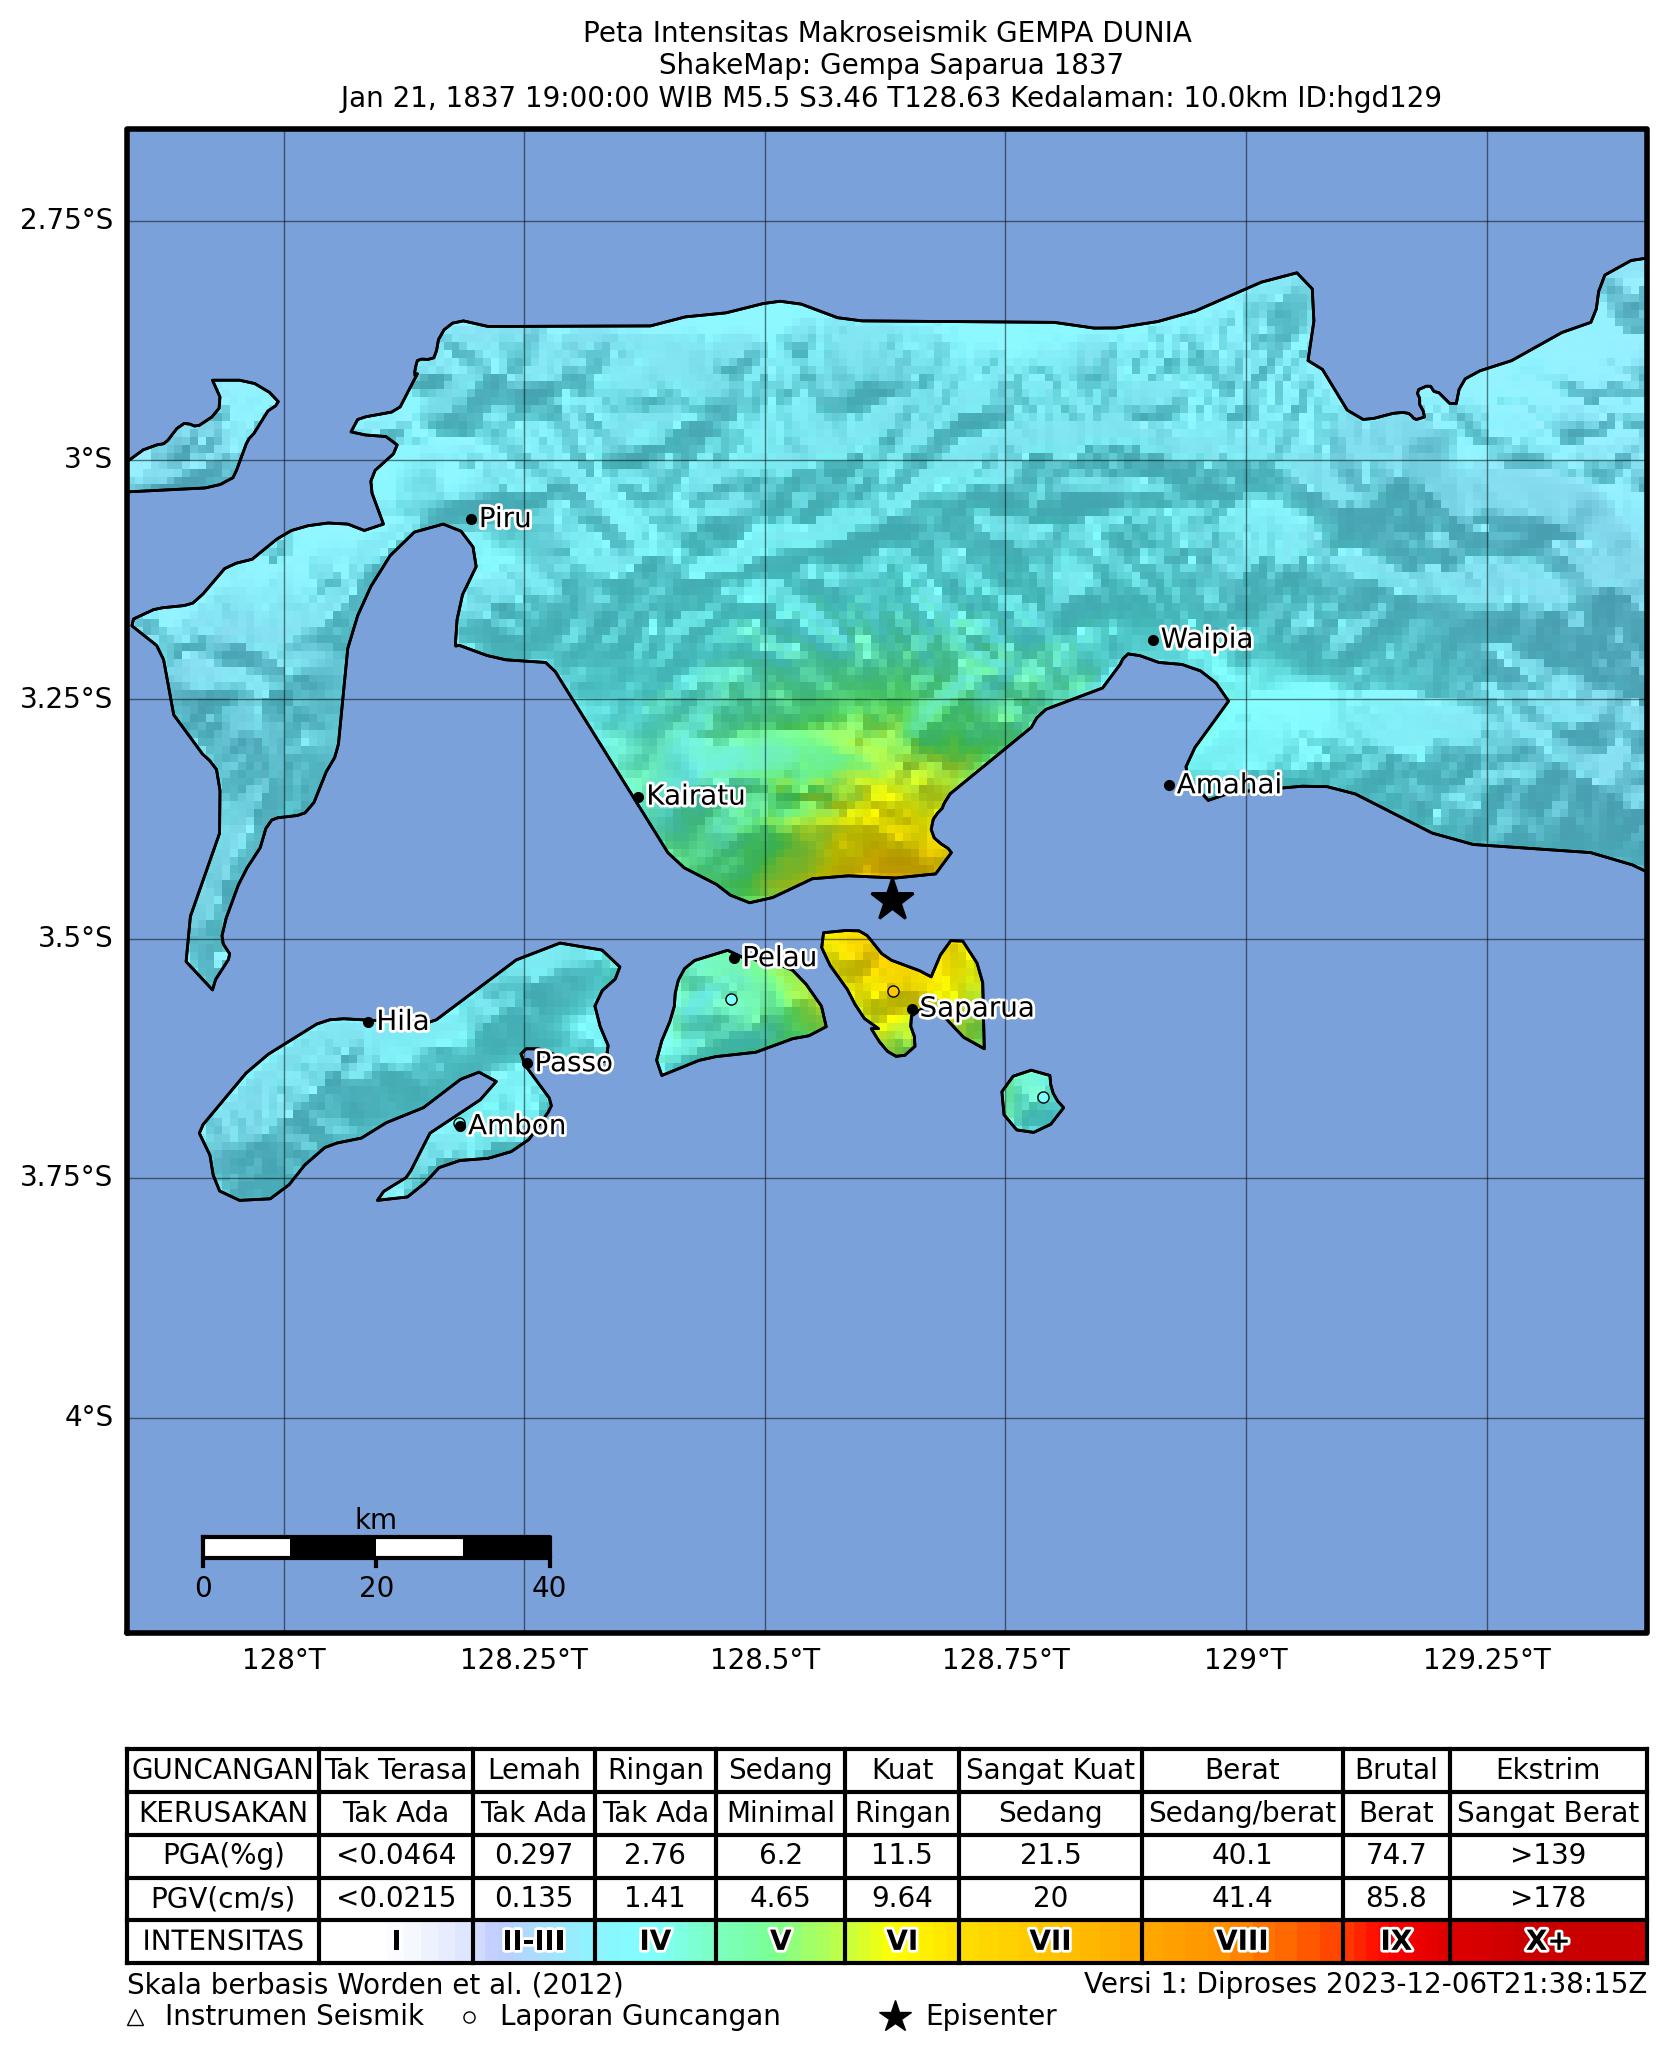 Peta Intensitas Makroseismik GEMPA DUNIA
ShakeMap: Gempa Saparua 1837
Jan 21, 1837 19:00:00 WIB M5.5 S3.46 T128.63 Kedalaman: 10.0km ID:hgd129
2.75°S
3°S
Piru
Waipia
3.25°S
Amahai
Kairatu
3.5°S
Pelau
Saparua
Hila
Passo
Ambon
3.75°S
4°S
km
0 20 40
128°T 128.25°T 128.5°T 128.75°T 129°T 129.25°T
GUNCANGAN Tak Terasa Lemah Ringan Sedang Kuat Sangat Kuat Berat Brutal Ekstrim
KERUSAKAN Tak Ada Tak Ada Tak Ada Minimal Ringan Sedang Sedang/berat Berat Sangat Berat
PGA(%g) <0.0464 0.297 2.76 6.2 11.5 21.5 40.1 74.7 >139
PGV(cm/s) <0.0215 0.135 1.41 4.65 9.64 20 41.4 85.8 >178
INTENSITAS I II-III IV V VI VII VIII IX X+
Skala berbasis Worden et al. (2012) Versi 1: Diproses 2023-12-06T21:38:15Z
Instrumen Seismik Laporan Guncangan Episenter